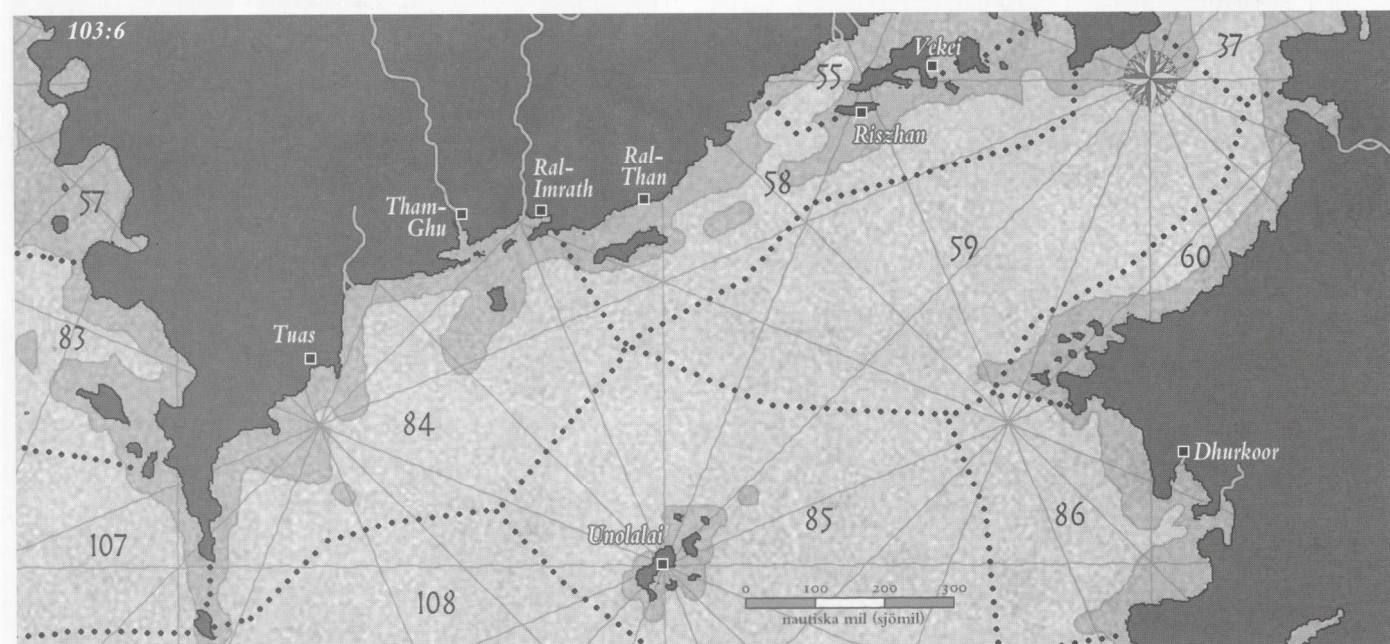 103:6
37
Vekei
55
Riszhan
Ral-
Imrath
Ral-
Than
58
57
Tham-
Ghu
59
60
83
Tuas
84
Dhurkoor
85
86
107
Unolalai
108
0 100 200 300
nautiska mil (sjömil)